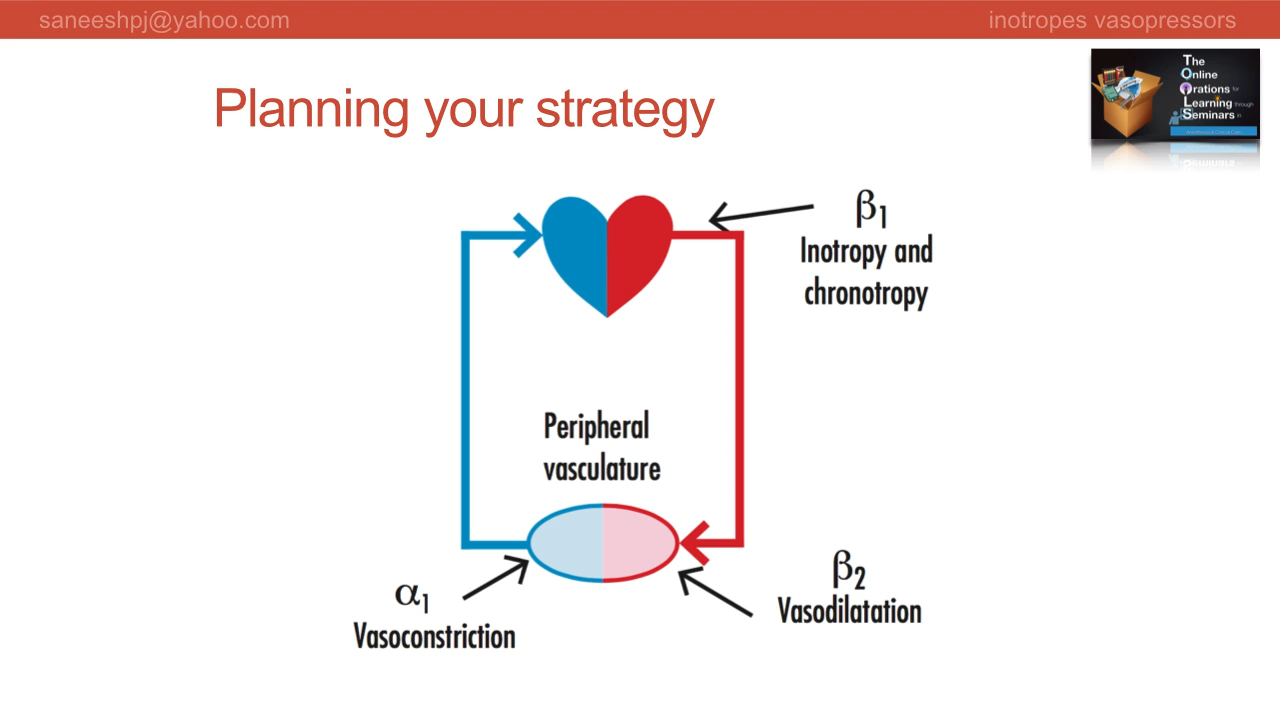 saneeshpj@yahoo.com
inotropes vasopressors
The
Online
Orations for
Learning through
Seminars in
Planning your strategy
β1
Inotropy and
chronotropy
Peripheral
vasculature
α1
Vasoconstriction
β2
Vasodilatation